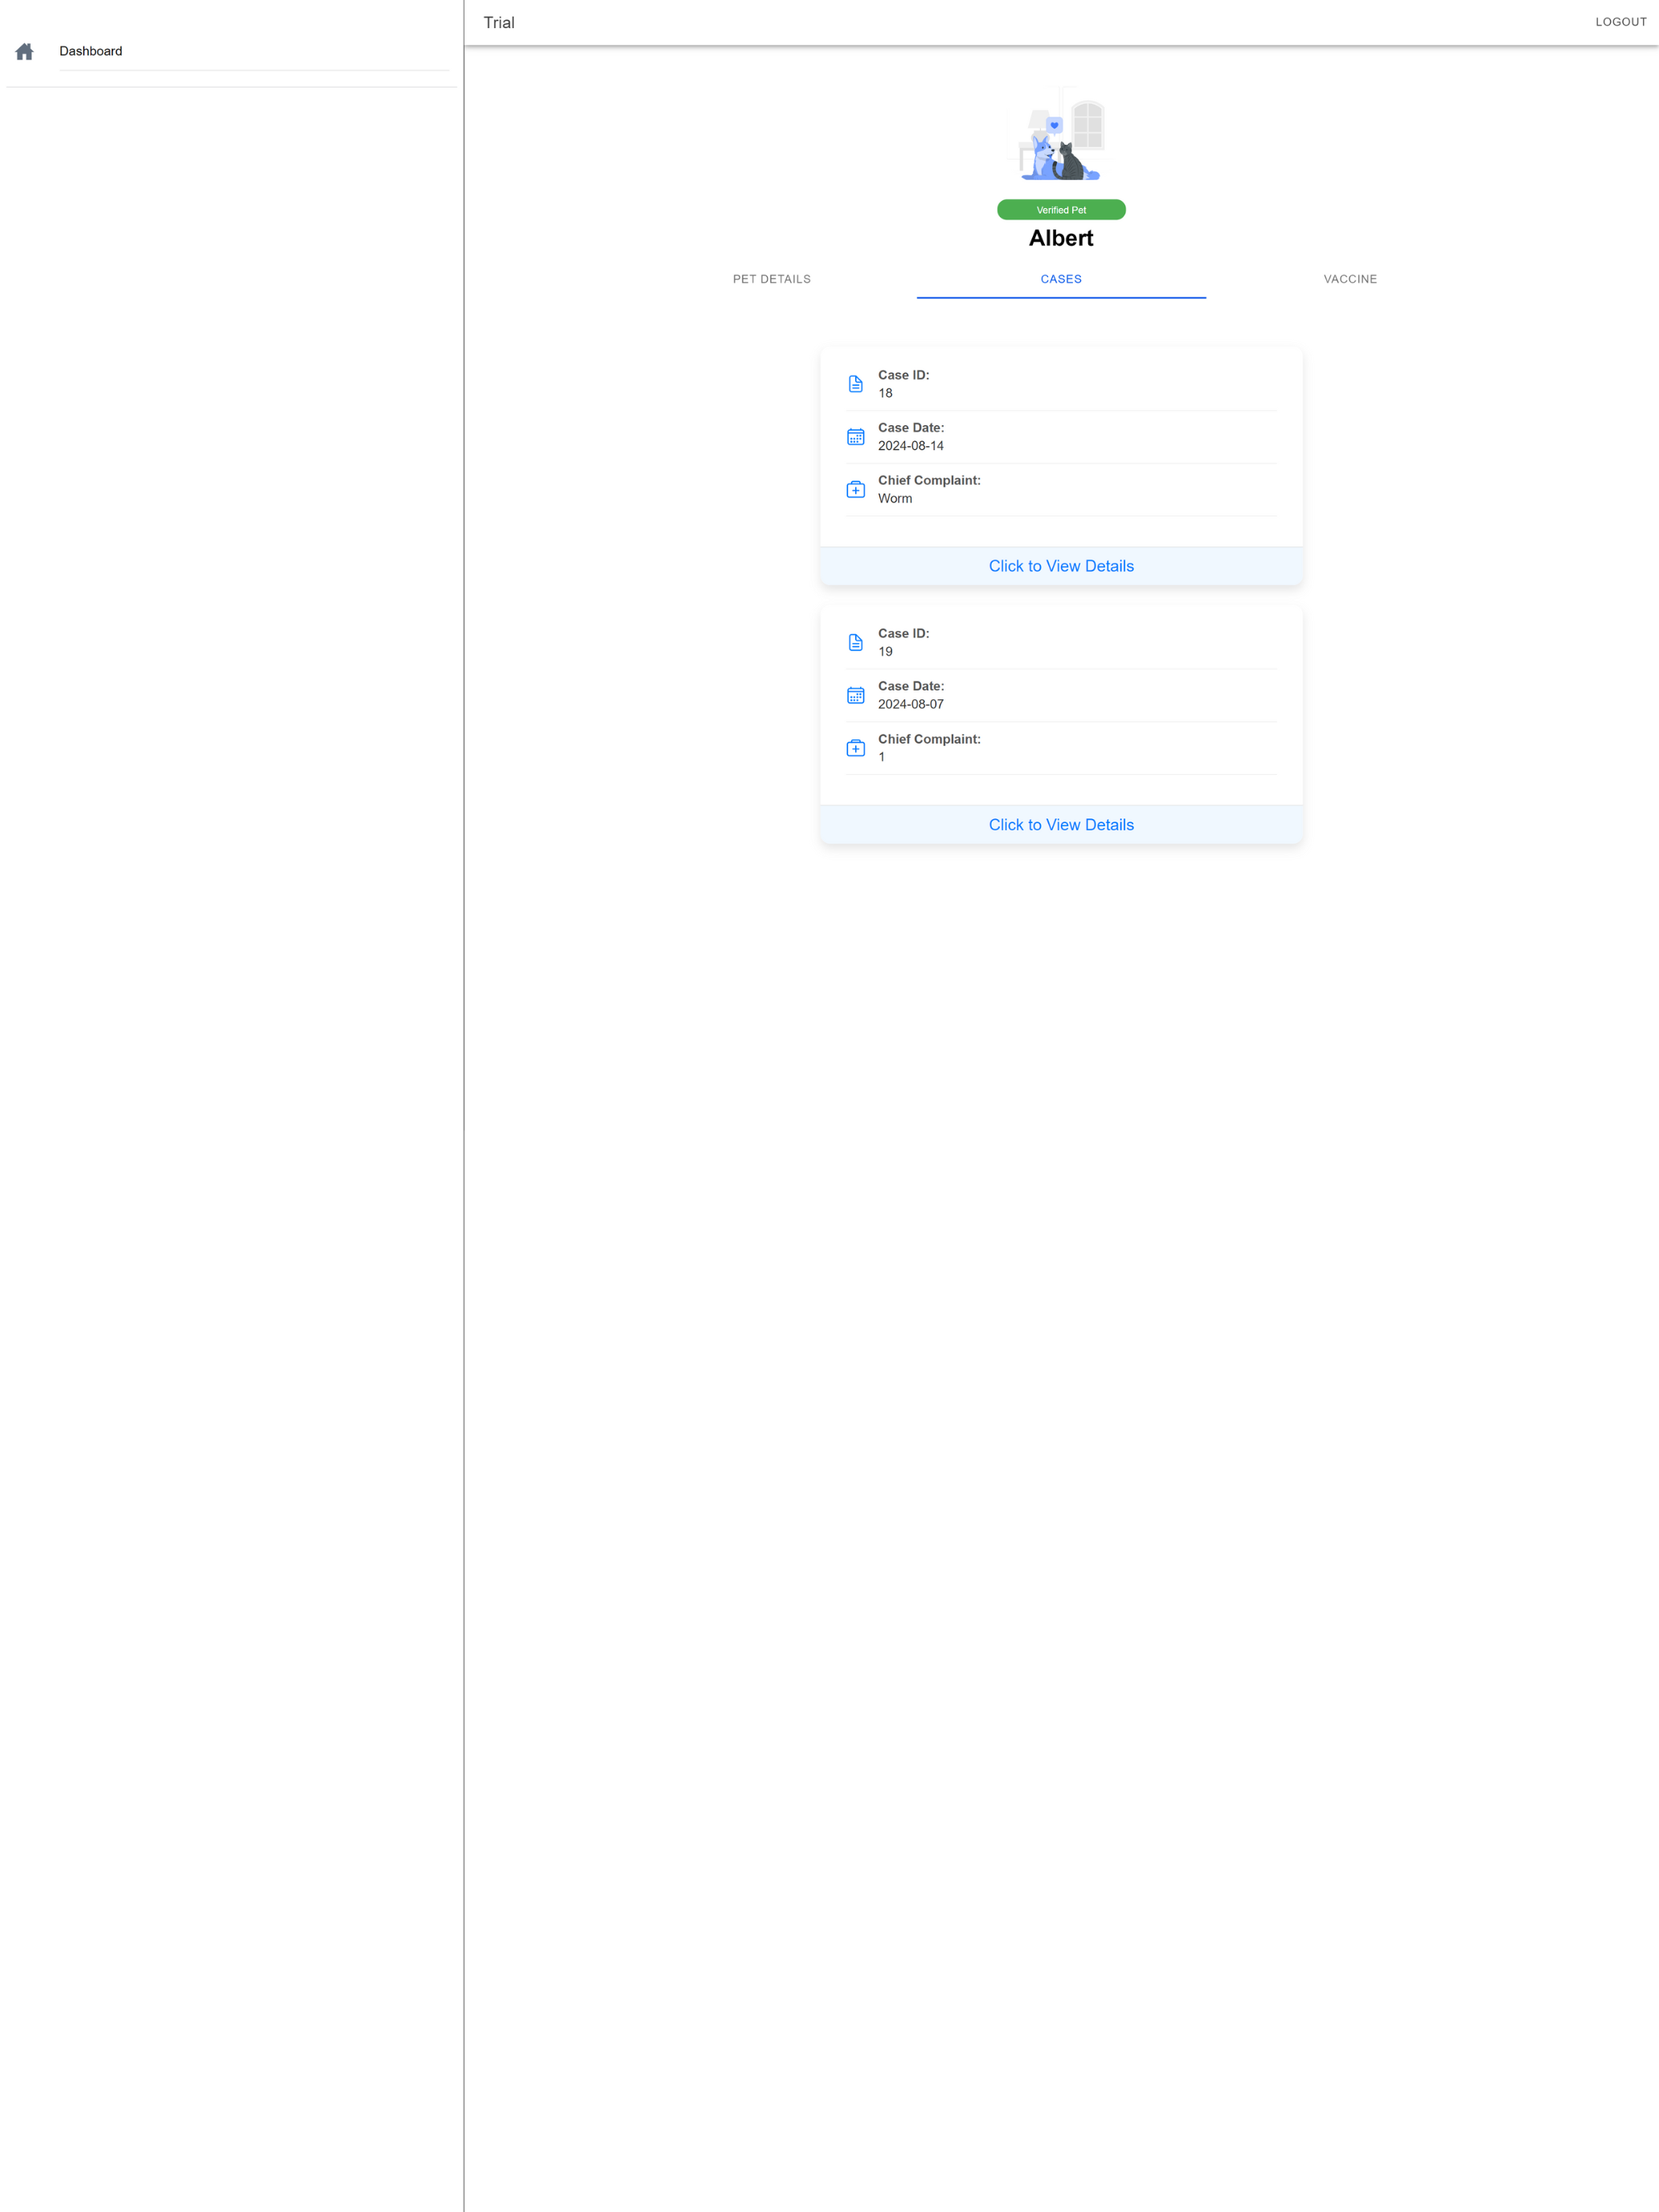 Dashboard
Trial
LOGOUT
Verified Pet
Albert
PET DETAILS
CASES
VACCINE
Case ID:
18
Case Date:
2024-08-14
Chief Complaint:
Worm
Click to View Details
Case ID:
19
Case Date:
2024-08-07
Chief Complaint:
1
Click to View Details